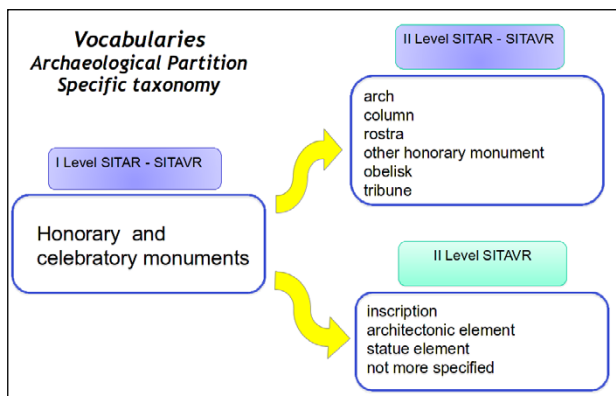 Vocabularies
Archaeological Partition
Specific taxonomy
I Level SITAR - SITAVR
Honorary and
celebratory monuments
II Level SITAR - SITAVR
arch
column
rostra
other honorary monument
obelisk
tribune
II Level SITAVR
inscription
architectonic element
statue element
not more specified